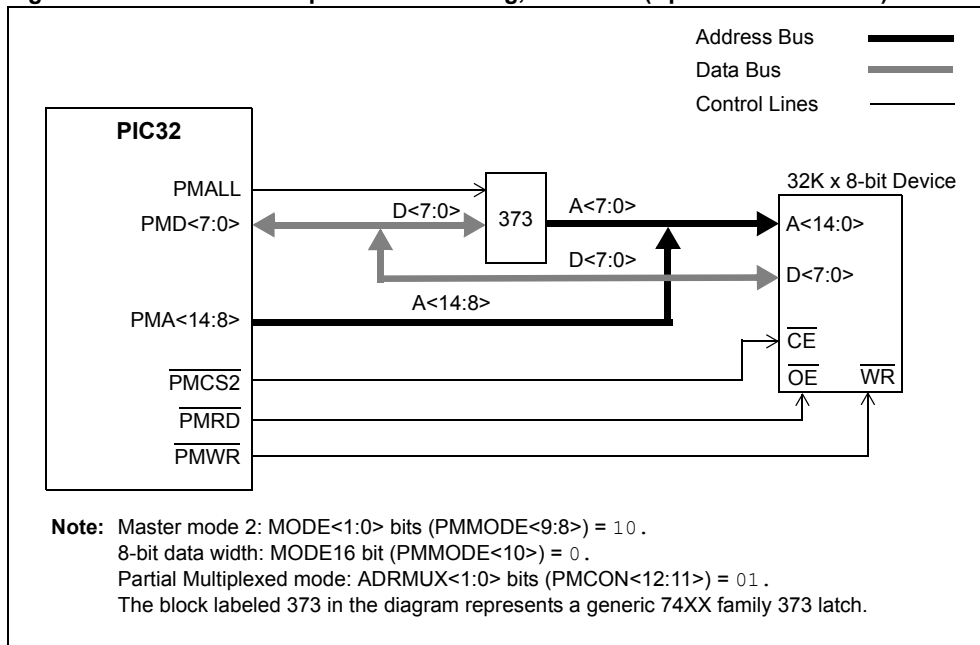 Address Bus
Data Bus
Control Lines
PIC32
32K x 8-bit Device
PMALL
D<7:0>
373
A<7:0>
PMD<7:0>
A<14:0>
D<7:0>
D<7:0>
A<14:8>
PMA<14:8>
CE
PMCS2
OE
WR
PMRD
PMWR
Note: Master mode 2: MODE<1:0> bits (PMMODE<9:8>) = 10.
8-bit data width: MODE16 bit (PMMODE<10>) = 0.
Partial Multiplexed mode: ADRMUX<1:0> bits (PMCON<12:11>) = 01.
The block labeled 373 in the diagram represents a generic 74XX family 373 latch.